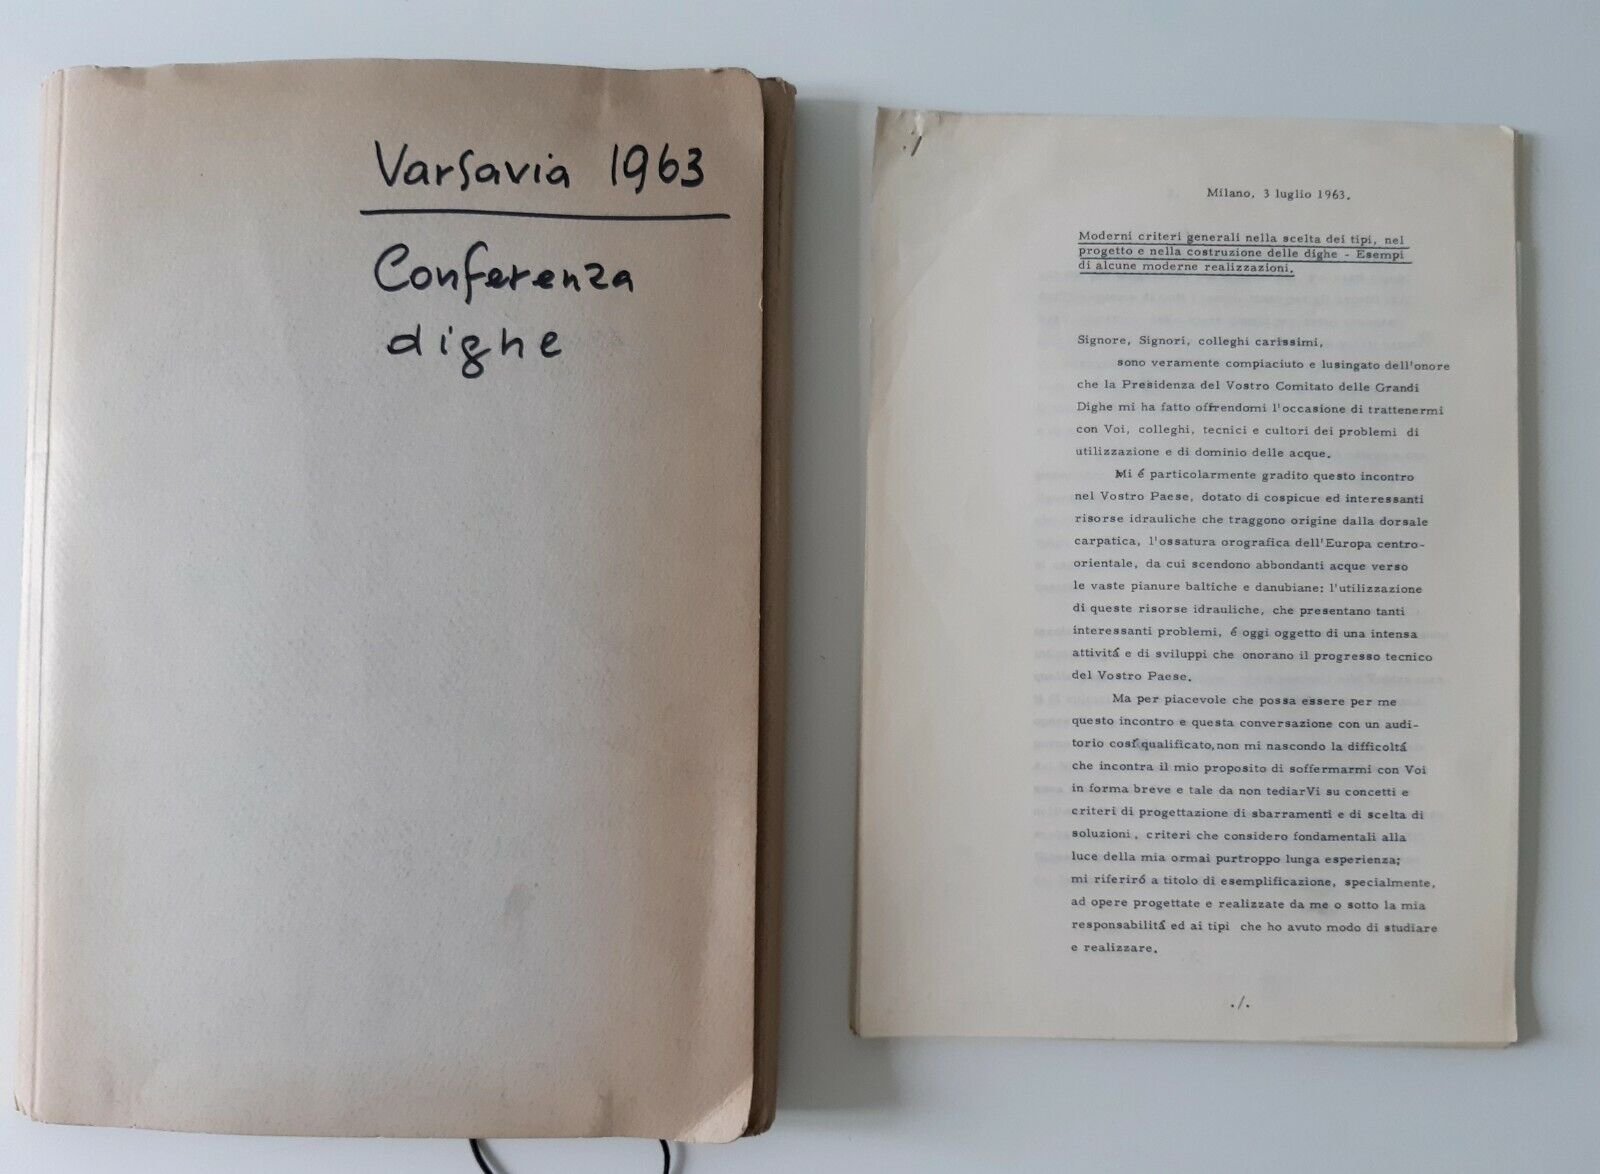 Varsavia 1963
Conferenza
dighe
Milano, 3 luglio 1963.
Moderni criteri generali nella scelta dei tipi, nel
progetto e nella costruzione delle dighe - Esempi
di alcune moderne realizzazioni.
Signore, Signori, colleghi carissimi,
sono veramente compiaciuto e lusingato dell'onore
che la Presidenza del Vostro Comitato delle Grandi
Dighe mi ha fatto offrendomi l'occasione di trattenermi
con Voi, colleghi, tecnici e cultori dei problemi di
utilizzazione e di dominio delle acque.
Mi é particolarmente gradito questo incontro
nel Vostro Paese, dotato di cospicue ed interessanti
risorse idrauliche che traggono origine dalla dorsale
carpatica, l'ossatura orografica dell'Europa centro-
orientale, da cui scendono abbondanti acque verso
le vaste pianure baltiche e danubiane: l'utilizzazione
di queste risorse idrauliche, che presentano tanti
interessanti problemi, é oggi oggetto di una intensa
attivitá e di sviluppi che onorano il progresso tecnico
del Vostro Paese.
Ma per piacevole che possa essere per me
questo incontro e questa conversazione con un audi-
torio cosí qualificato, non mi nascondo la difficoltá
che incontra il mio proposito di soffermarmi con Voi
in forma breve e tale da non tediarVi su concetti e
criteri di progettazione di sbarramenti e di scelta di
soluzioni, criteri che considero fondamentali alla
luce della mia ormai purtroppo lunga esperienza;
mi riferiró a titolo di esemplificazione, specialmente,
ad opere progettate e realizzate da me o sotto la mia
responsabilitá ed ai tipi che ho avuto modo di studiare
e realizzare.
./.